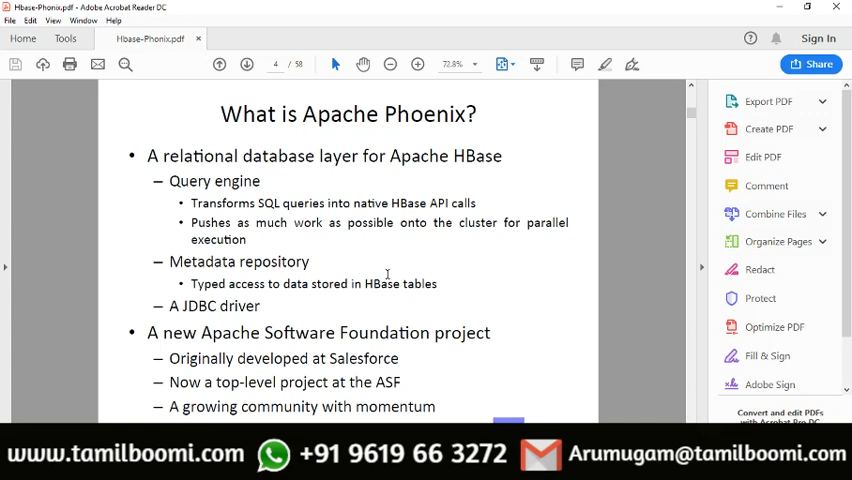 Hbase-Phonix.pdf - Adobe Acrobat Reader DC
File Edit View Window Help
Home Tools Hbase-Phonix.pdf × Sign In
4 / 58 72.8% Share
What is Apache Phoenix?
• A relational database layer for Apache HBase
– Query engine
• Transforms SQL queries into native HBase API calls
• Pushes as much work as possible onto the cluster for parallel
execution
– Metadata repository
• Typed access to data stored in HBase tables
– A JDBC driver
• A new Apache Software Foundation project
– Originally developed at Salesforce
– Now a top-level project at the ASF
– A growing community with momentum
Export PDF
Create PDF
Edit PDF
Comment
Combine Files
Organize Pages
Redact
Protect
Optimize PDF
Fill & Sign
Adobe Sign
Convert and edit PDFs
with Acrobat Pro DC
www.tamilboomi.com +91 9619 66 3272 Arumugam@tamilboomi.com